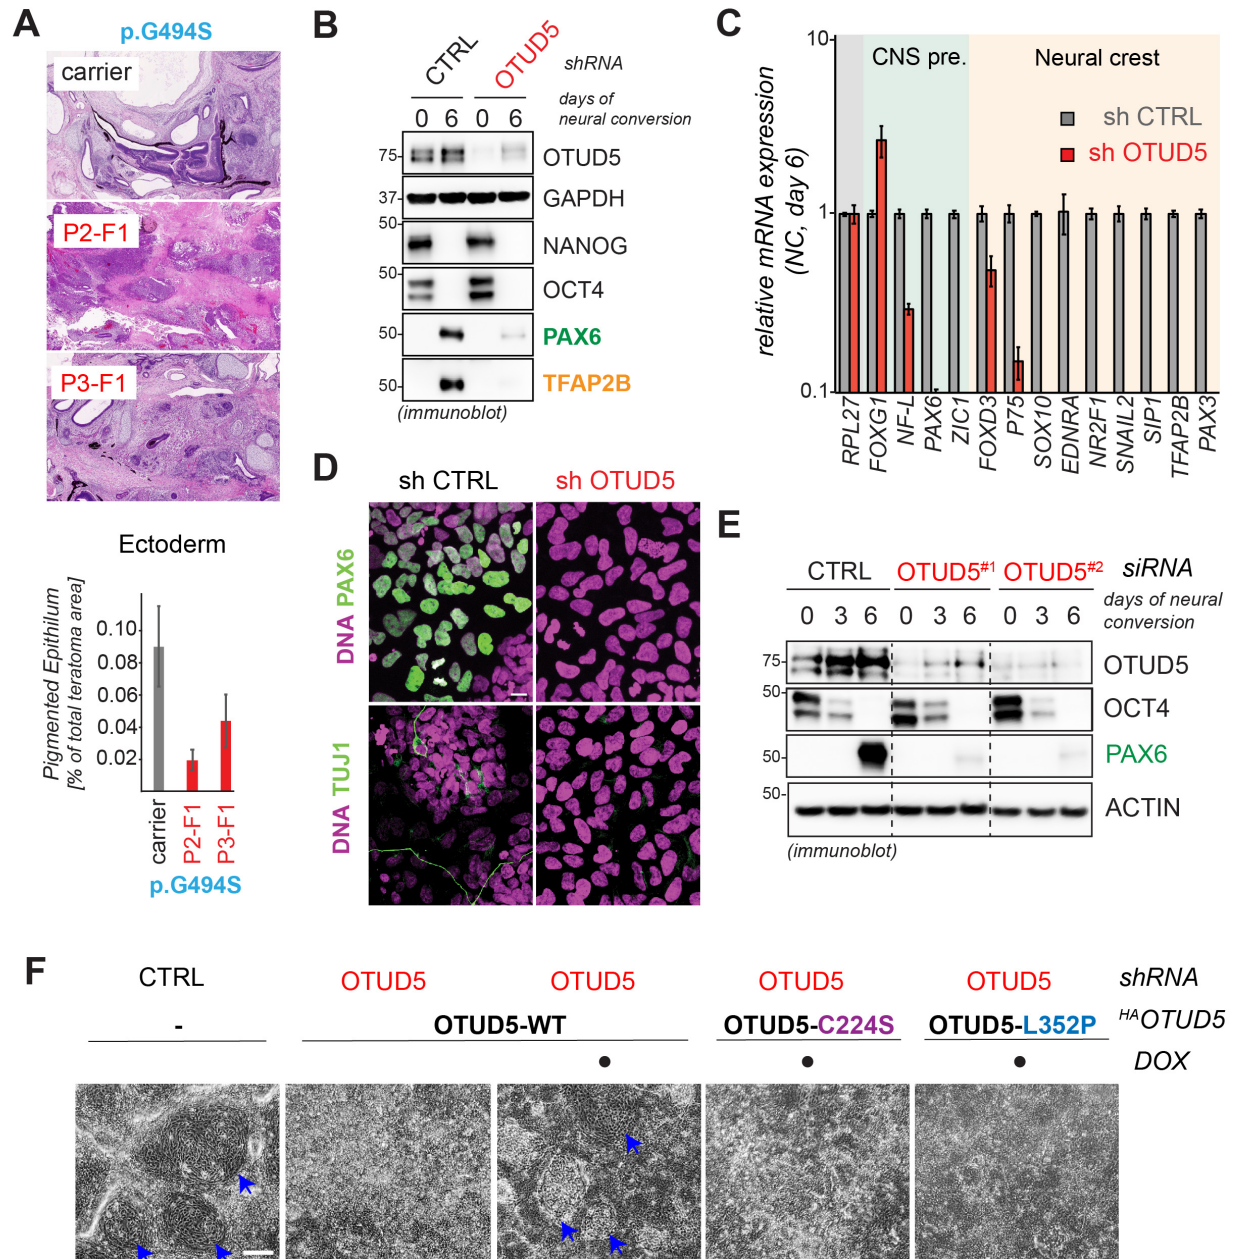 A
p.G494S
carrier
P2-F1
P3-F1
Ectoderm
Pigmented Epithilum
[% of total teratoma area]
0.10
0.08
0.06
0.04
0.02
carrier
P2-F1
P3-F1
p.G494S
B
CTRL
OTUD5
shRNA
days of
neural conversion
0 6 0 6
75
OTUD5
37
GAPDH
50
NANOG
50
OCT4
50
PAX6
50
TFAP2B
(immunoblot)
C
relative mRNA expression
(NC, day 6)
10
1
0.1
CNS pre.
Neural crest
sh CTRL
sh OTUD5
RPL27
FOXG1
NF-L
PAX6
ZIC1
FOXD3
P75
SOX10
EDNRA
NR2F1
SNAIL2
SIP1
TFAP2B
PAX3
D
sh CTRL
sh OTUD5
DNA PAX6
DNA TUJ1
E
CTRL
OTUD5#1
OTUD5#2
siRNA
0 3 6 0 3 6 0 3 6
days of neural
conversion
75
OTUD5
50
OCT4
50
PAX6
50
ACTIN
(immunoblot)
F
CTRL
OTUD5
OTUD5
OTUD5
OTUD5
shRNA
-
OTUD5-WT
OTUD5-C224S
OTUD5-L352P
HAOTUD5
• • •
DOX